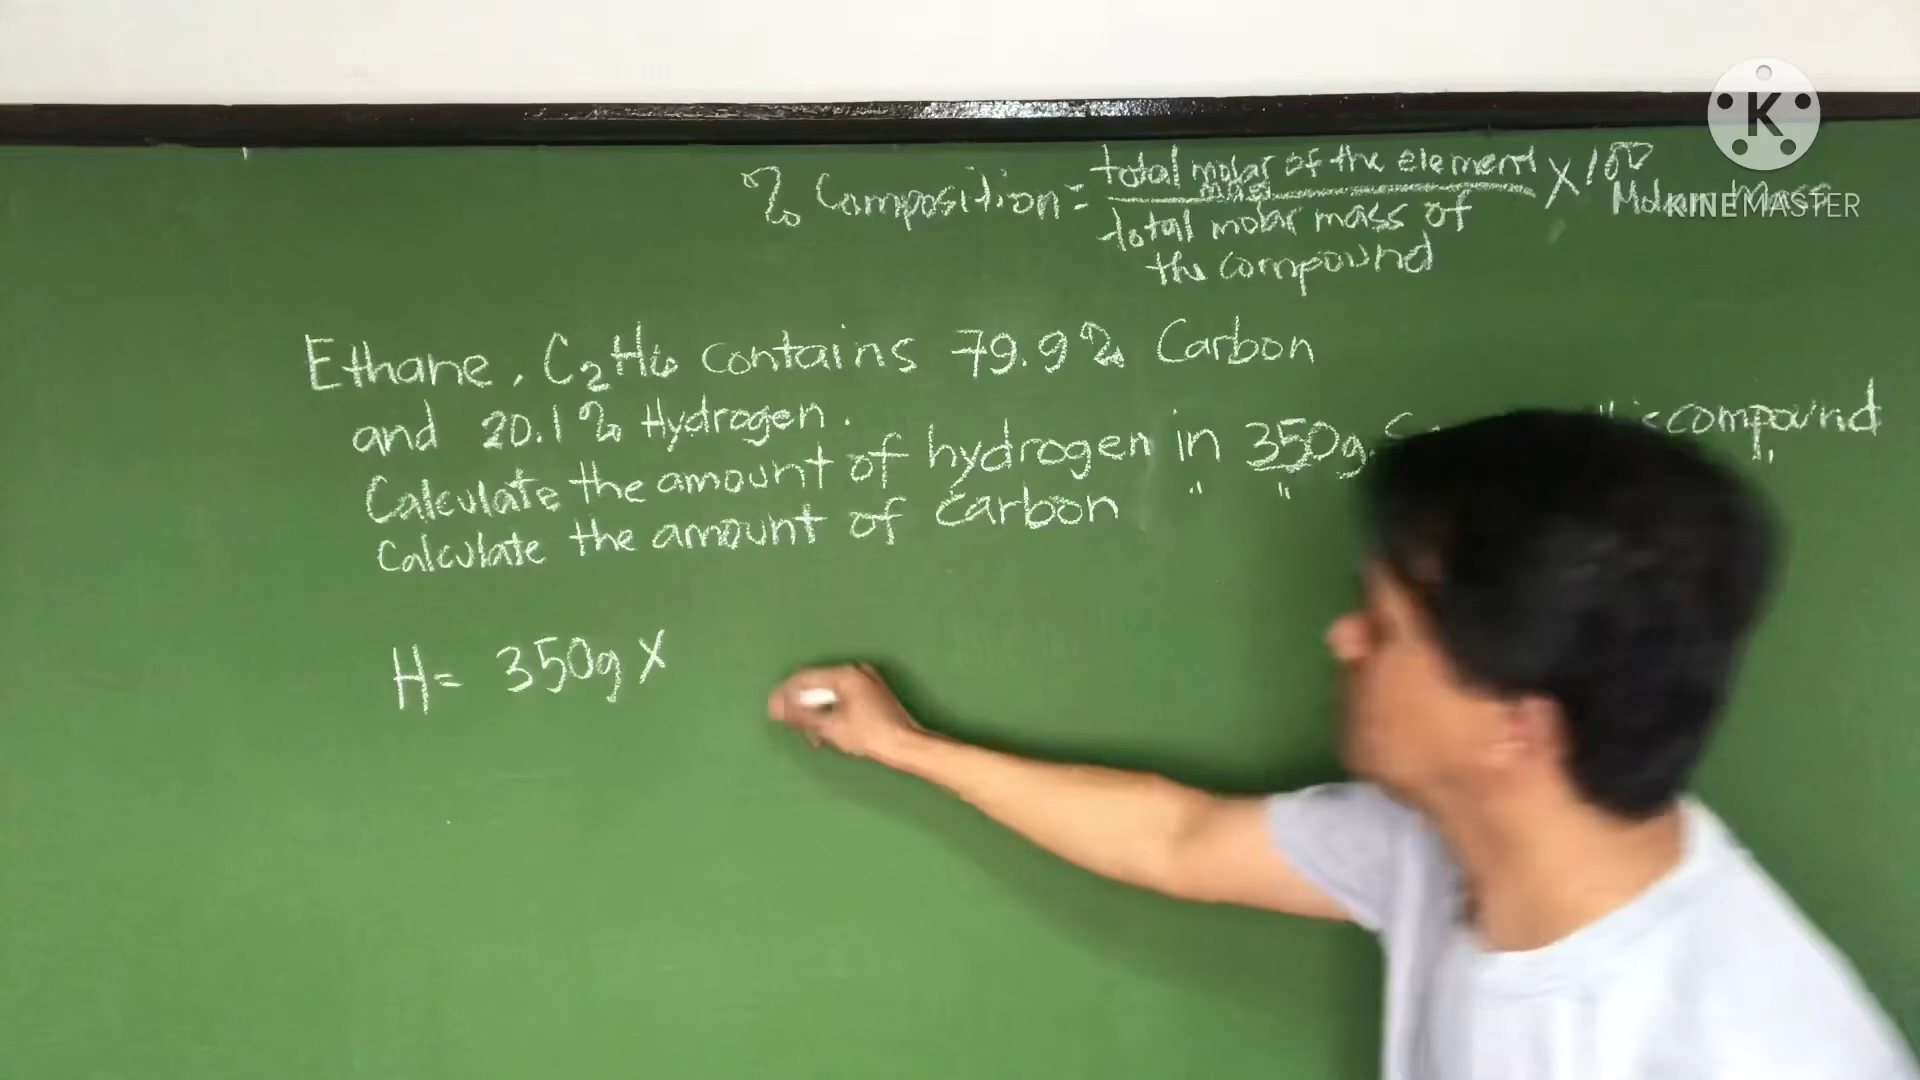 K
KINEMASTER
% Composition = total molar mass of the element X 100
total molar mass of
the compound
Ethane, C2H6 contains 79.9% Carbon
and 20.1% Hydrogen.
Calculate the amount of hydrogen in 350g. compound
Calculate the amount of carbon " "
H= 350g X